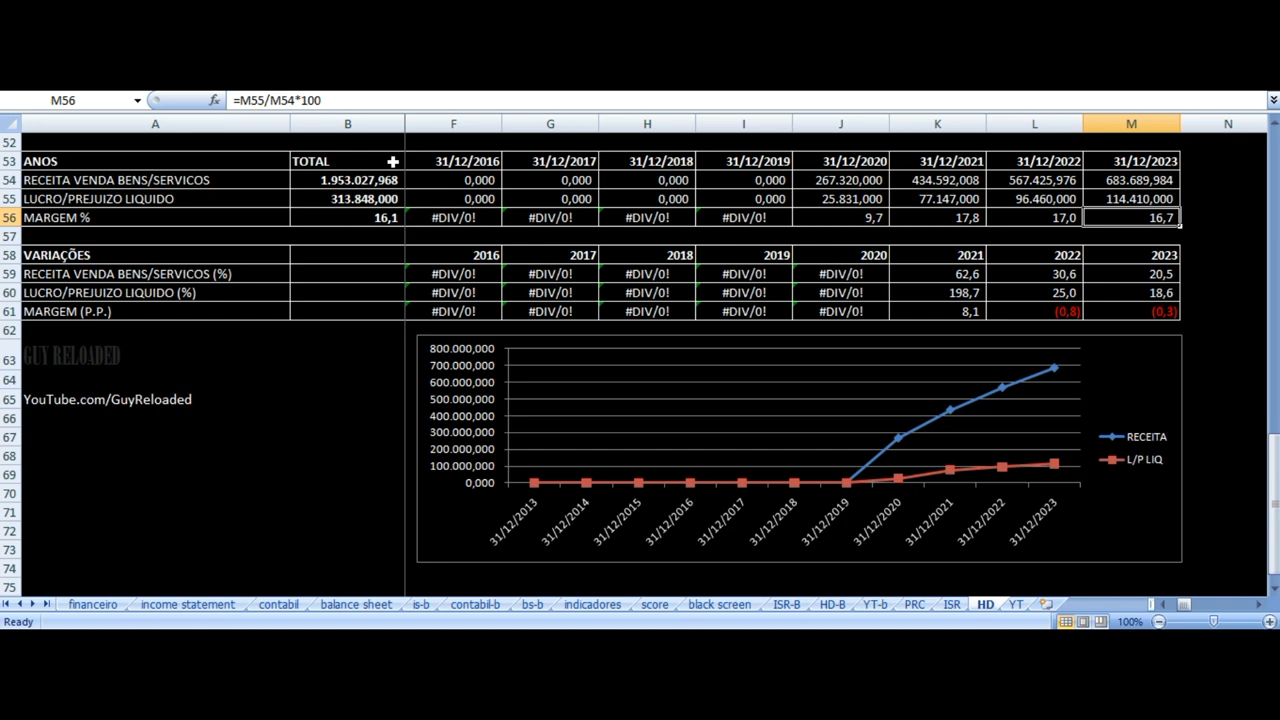 M56 fx =M55/M54*100
A B F G H I J K L M N
52
53 ANOS TOTAL 31/12/2016 31/12/2017 31/12/2018 31/12/2019 31/12/2020 31/12/2021 31/12/2022 31/12/2023
54 RECEITA VENDA BENS/SERVICOS 1.953.027,968 0,000 0,000 0,000 0,000 267.320,000 434.592,008 567.425,976 683.689,984
55 LUCRO/PREJUIZO LIQUIDO 313.848,000 0,000 0,000 0,000 0,000 25.831,000 77.147,000 96.460,000 114.410,000
56 MARGEM % 16,1 #DIV/0! #DIV/0! #DIV/0! #DIV/0! 9,7 17,8 17,0 16,7
57
58 VARIAÇÕES 2016 2017 2018 2019 2020 2021 2022 2023
59 RECEITA VENDA BENS/SERVICOS (%) #DIV/0! #DIV/0! #DIV/0! #DIV/0! #DIV/0! 62,6 30,6 20,5
60 LUCRO/PREJUIZO LIQUIDO (%) #DIV/0! #DIV/0! #DIV/0! #DIV/0! #DIV/0! 198,7 25,0 18,6
61 MARGEM (P.P.) #DIV/0! #DIV/0! #DIV/0! #DIV/0! #DIV/0! 8,1 (0,8) (0,3)
62
63 GUY RELOADED
64
65 YouTube.com/GuyReloaded
66
67
68
69
70
71
72
73
74
75
800.000,000
700.000,000
600.000,000
500.000,000
400.000,000
300.000,000
200.000,000
100.000,000
0,000
31/12/2013 31/12/2014 31/12/2015 31/12/2016 31/12/2017 31/12/2018 31/12/2019 31/12/2020 31/12/2021 31/12/2022 31/12/2023
RECEITA
L/P LIQ
financeiro income statement contabil balance sheet is-b contabil-b bs-b indicadores score black screen ISR-B HD-B YT-b PRC ISR HD YT
Ready 100%